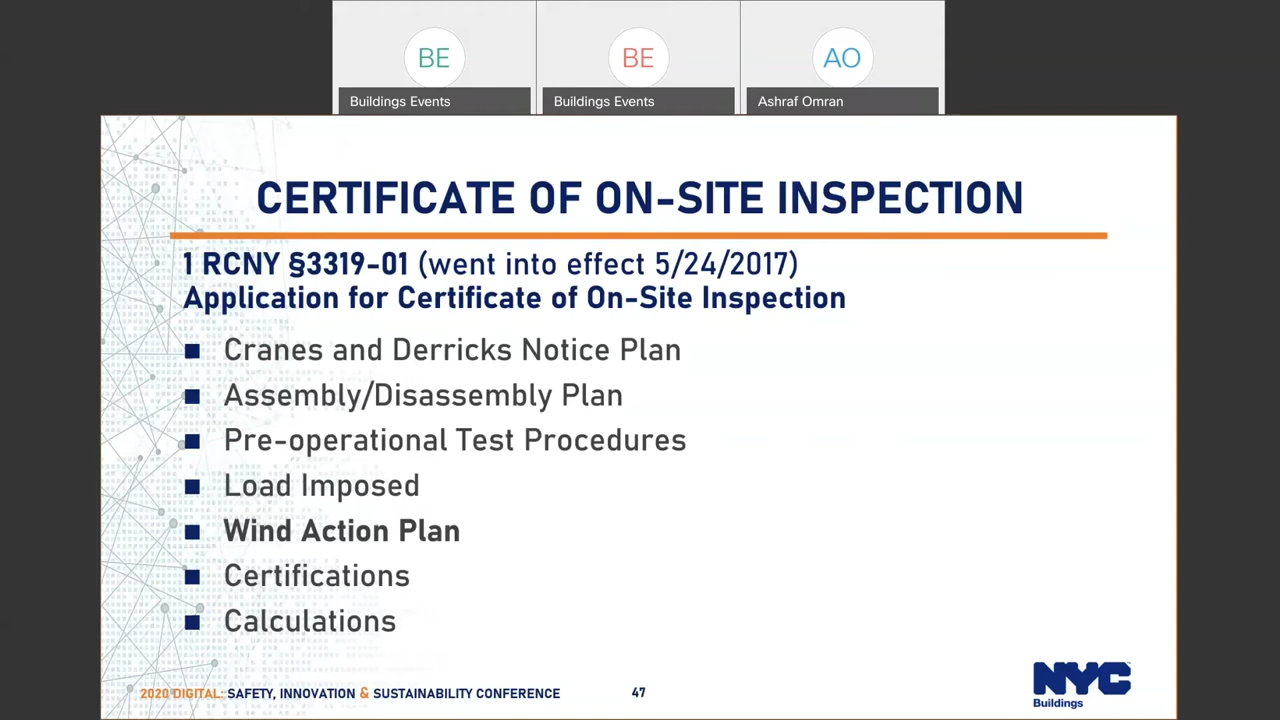 BE
BE
AO
Buildings Events
Buildings Events
Ashraf Omran
CERTIFICATE OF ON-SITE INSPECTION
1 RCNY §3319-01 (went into effect 5/24/2017)
Application for Certificate of On-Site Inspection
Cranes and Derricks Notice Plan
Assembly/Disassembly Plan
Pre-operational Test Procedures
Load Imposed
Wind Action Plan
Certifications
Calculations
2020 DIGITAL: SAFETY, INNOVATION & SUSTAINABILITY CONFERENCE
47
NYC
Buildings